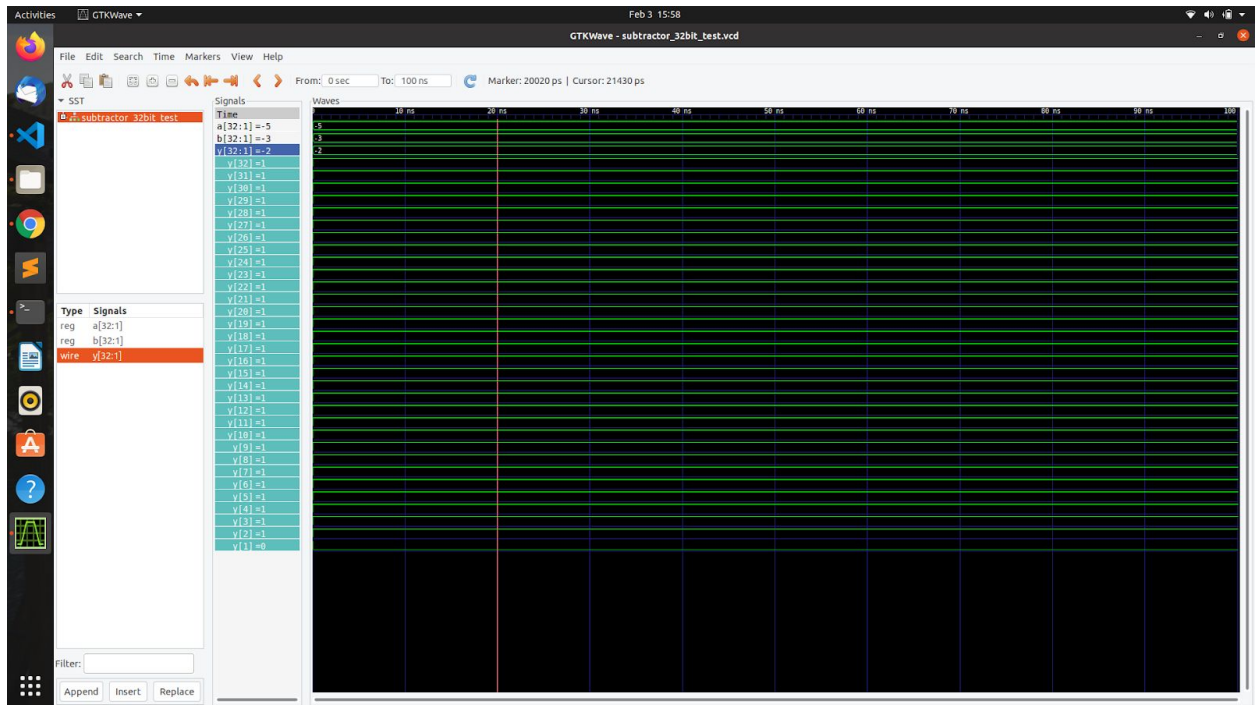 Activities GTKWave Feb 3 15:58
GTKWave - subtractor_32bit_test.vcd
File Edit Search Time Markers View Help
From: 0 sec To: 100 ns Marker: 20020 ps | Cursor: 21430 ps
SST
subtractor_32bit_test
Type Signals
reg a[32:1]
reg b[32:1]
wire y[32:1]
Filter:
Append Insert Replace
Signals
Time
a[32:1] =-5
b[32:1] =-3
y[32:1] =-2
y[32] =1
y[31] =1
y[30] =1
y[29] =1
y[28] =1
y[27] =1
y[26] =1
y[25] =1
y[24] =1
y[23] =1
y[22] =1
y[21] =1
y[20] =1
y[19] =1
y[18] =1
y[17] =1
y[16] =1
y[15] =1
y[14] =1
y[13] =1
y[12] =1
y[11] =1
y[10] =1
y[9] =1
y[8] =1
y[7] =1
y[6] =1
y[5] =1
y[4] =1
y[3] =1
y[2] =1
y[1] =0
Waves
10 ns 20 ns 30 ns 40 ns 50 ns 60 ns 70 ns 80 ns 90 ns 100
-5
-3
-2